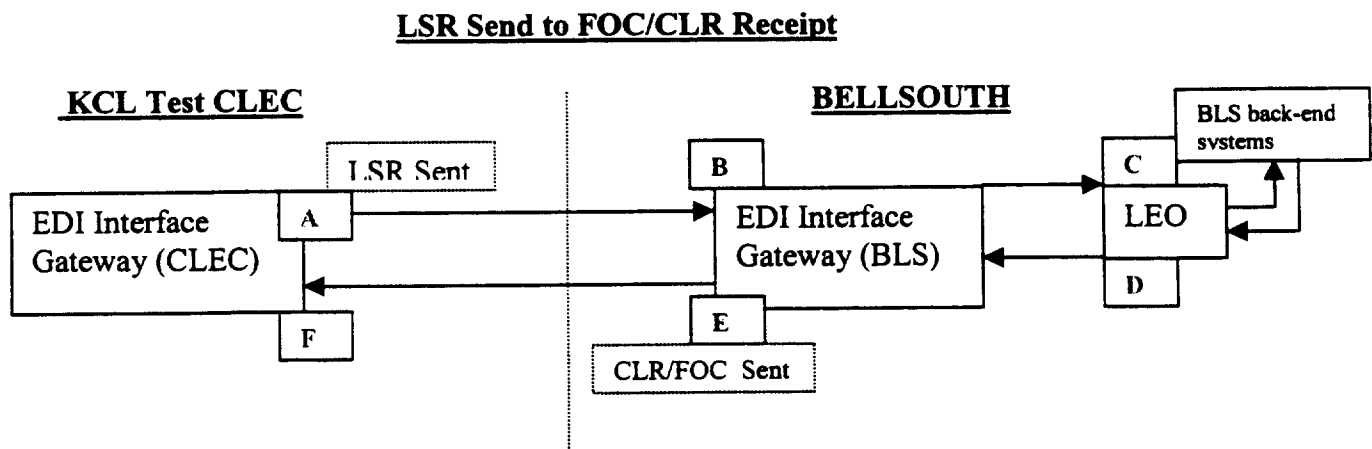 LSR Send to FOC/CLR Receipt
KCL Test CLEC
BELLSOUTH
BLS back-end
systems
LSR Sent
B
C
A
EDI Interface
Gateway (CLEC)
EDI Interface
Gateway (BLS)
LEO
D
E
F
CLR/FOC Sent